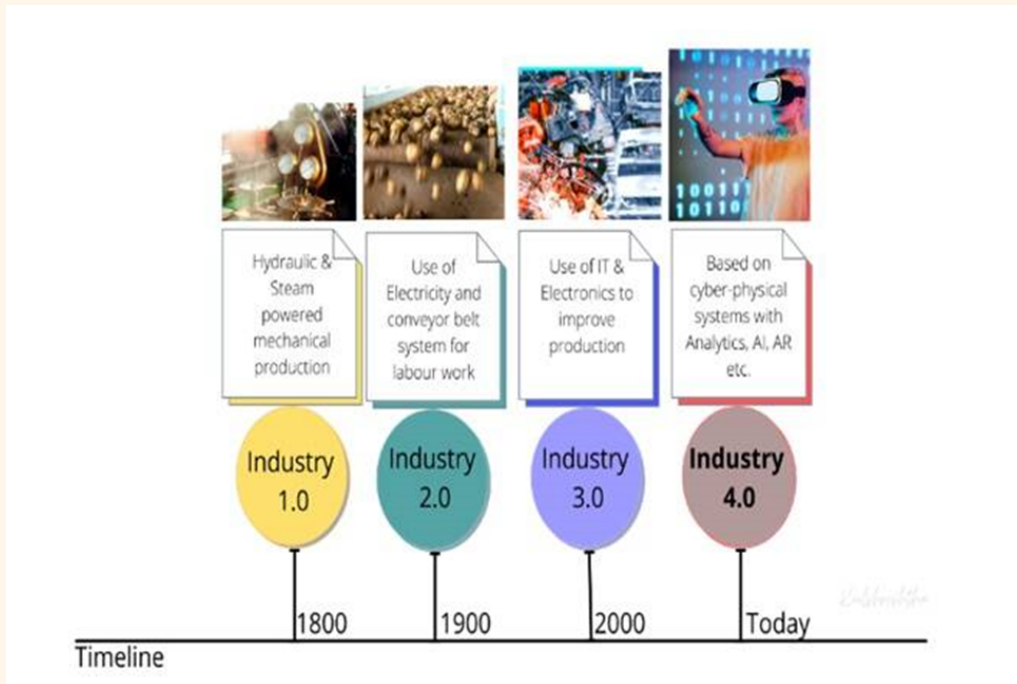 Hydraulic &
Steam
powered
mechanical
production
Use of
Electricity and
conveyor belt
system for
labour work
Use of IT &
Electronics to
improve
production
Based on
cyber-physical
systems with
Analytics, AI, AR
etc.
Industry
1.0
Industry
2.0
Industry
3.0
Industry
4.0
1800
1900
2000
Today
Timeline